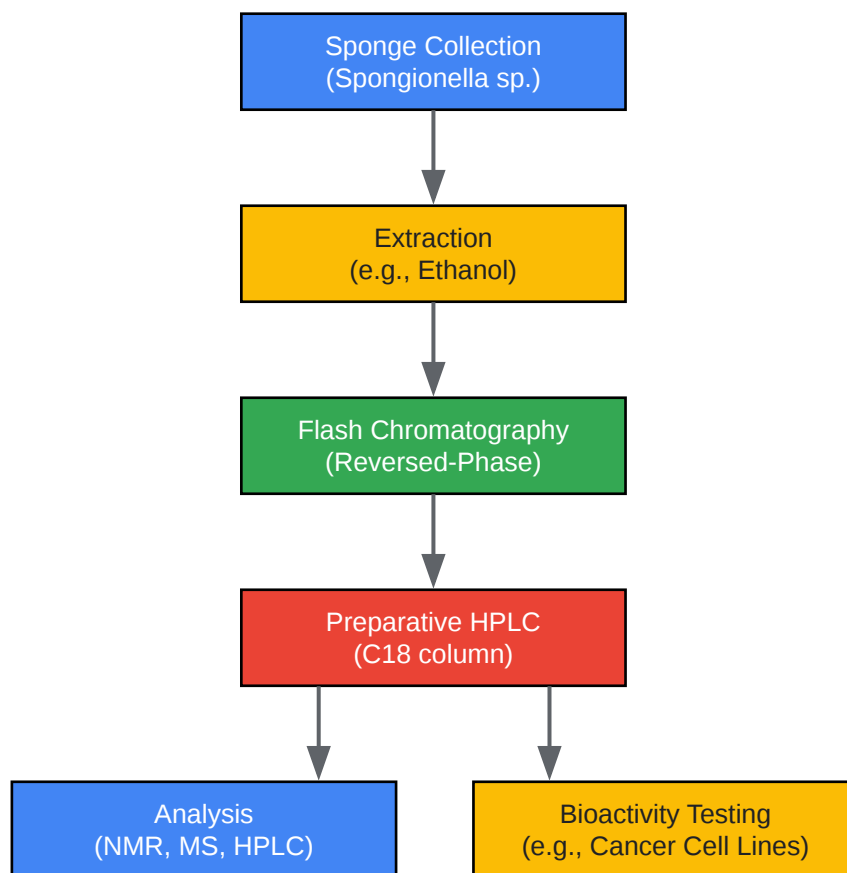 Sponge Collection
(Spongionella sp.)
Extraction
(e.g., Ethanol)
Flash Chromatography
(Reversed-Phase)
Preparative HPLC
(C18 column)
Analysis
(NMR, MS, HPLC)
Bioactivity Testing
(e.g., Cancer Cell Lines)